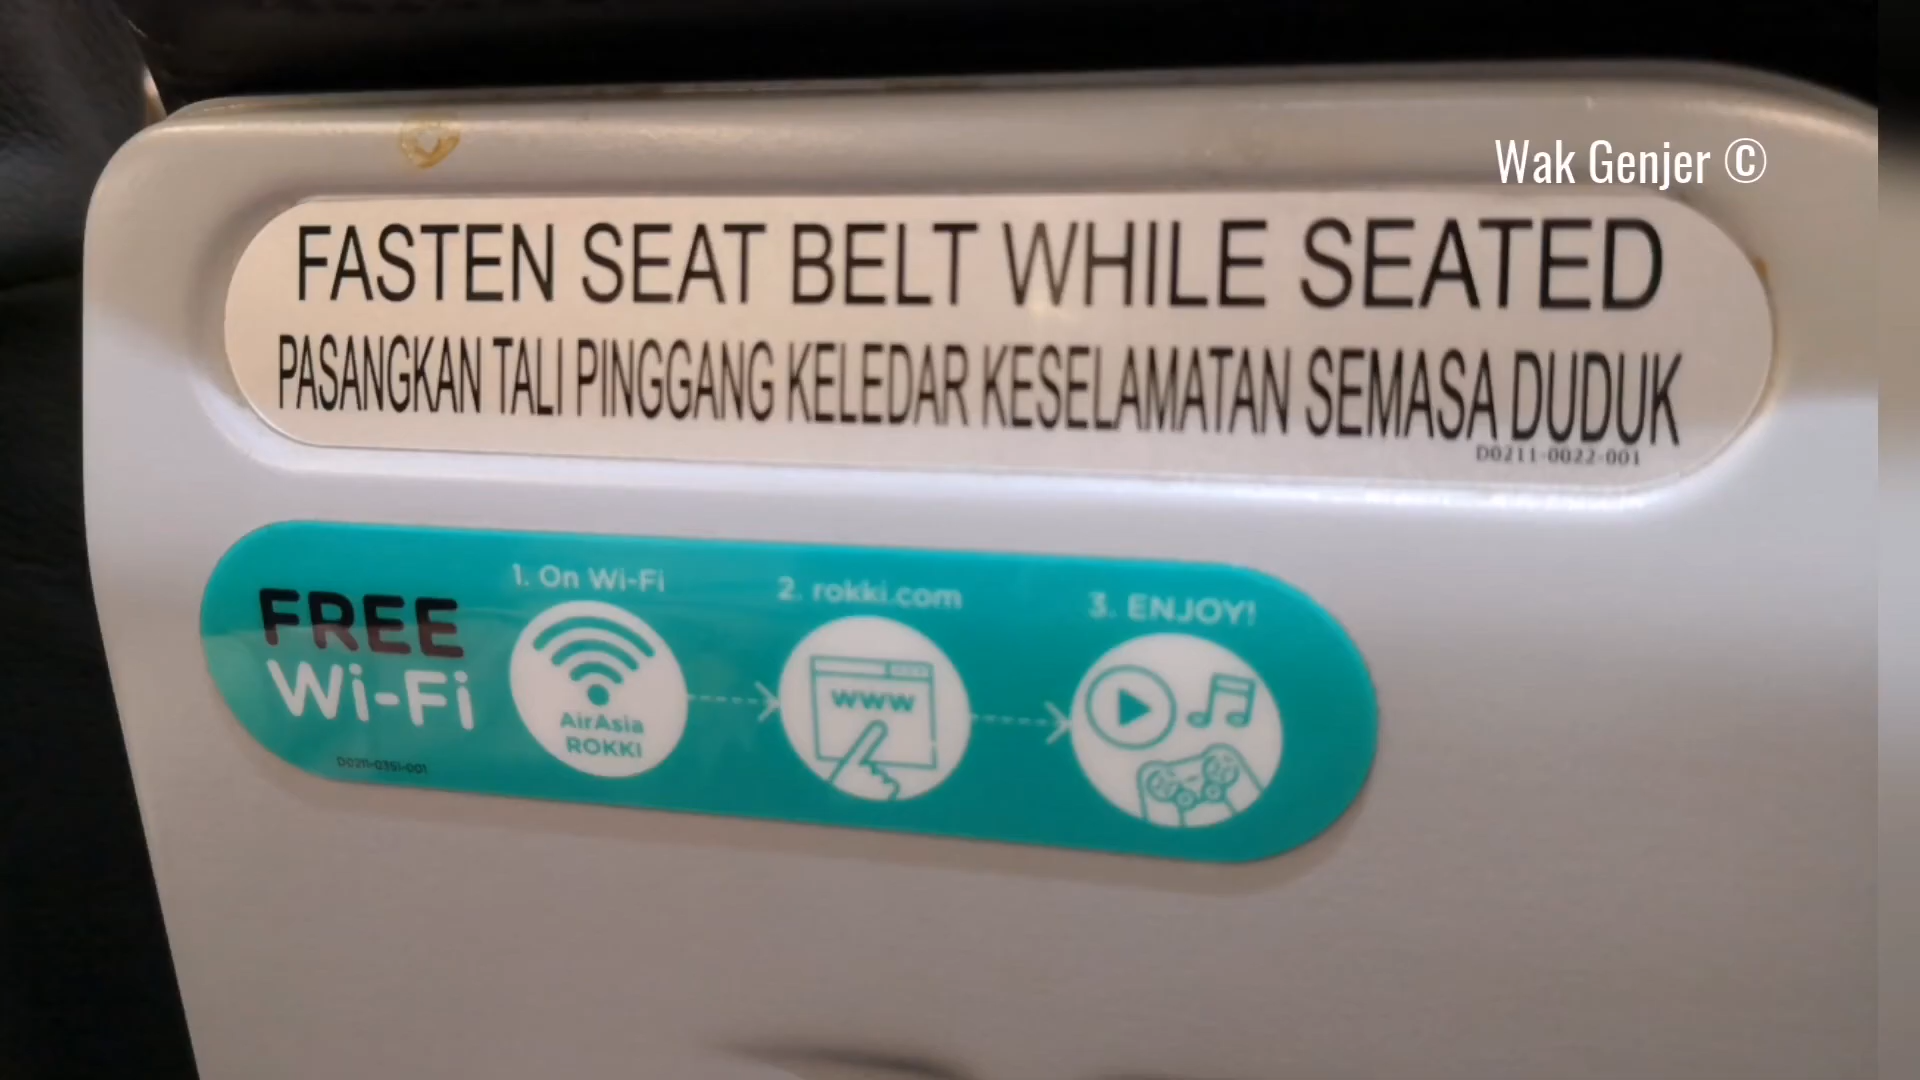 Wak Genjer ©
FASTEN SEAT BELT WHILE SEATED
PASANGKAN TALI PINGGANG KELEDAR KESELAMATAN SEMASA DUDUK
D0211-0022-001
FREE
Wi-Fi
D0211-0351-001
1. On Wi-Fi
AirAsia
ROKKI
2. rokki.com
www
3. ENJOY!